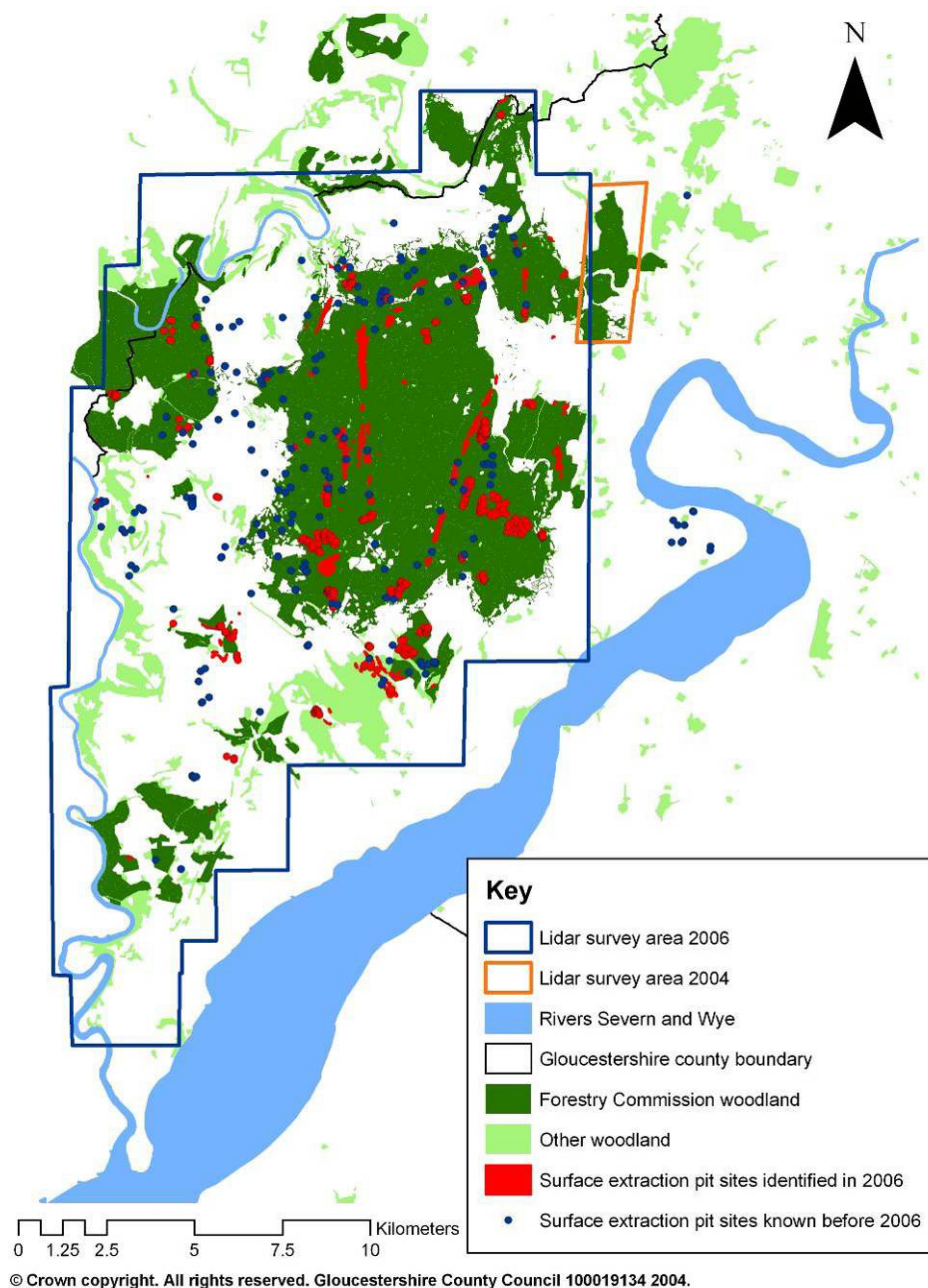 N
Key
Lidar survey area 2006
Lidar survey area 2004
Rivers Severn and Wye
Gloucestershire county boundary
Forestry Commission woodland
Other woodland
Surface extraction pit sites identified in 2006
Surface extraction pit sites known before 2006
Kilometers
0 1.25 2.5 5 7.5 10
© Crown copyright. All rights reserved. Gloucestershire County Council 100019134 2004.